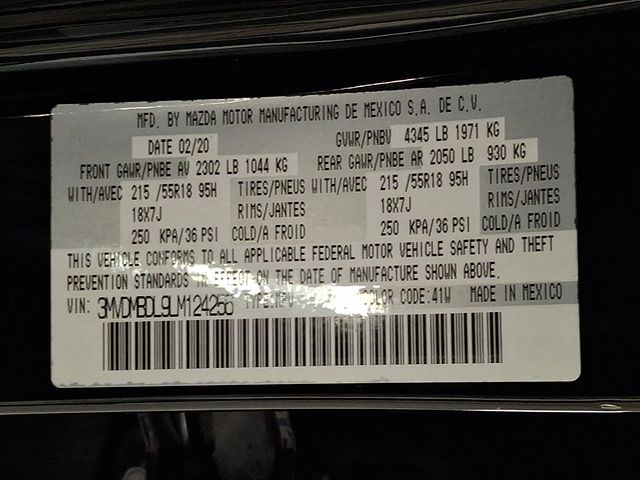 MFD. BY MAZDA MOTOR MANUFACTURING DE MEXICO S.A. DE C.V.
DATE 02/20 GVWR/PNBV 4345 LB 1971 KG
FRONT GAWR/PNBE AV 2302 LB 1044 KG REAR GAWR/PNBE AR 2050 LB 930 KG
WITH/AVEC 215 /55R18 95H TIRES/PNEUS WITH/AVEC 215 /55R18 95H TIRES/PNEUS
18X7J RIMS/JANTES 18X7J RIMS/JANTES
250 KPA/36 PSI COLD/A FROID 250 KPA/36 PSI COLD/A FROID
THIS VEHICLE CONFORMS TO ALL APPLICABLE FEDERAL MOTOR VEHICLE SAFETY AND THEFT
PREVENTION STANDARDS IN EFFECT ON THE DATE OF MANUFACTURE SHOWN ABOVE.
VIN: 3MVDMBDL9LM124256 COLOR CODE:41W MADE IN MEXICO